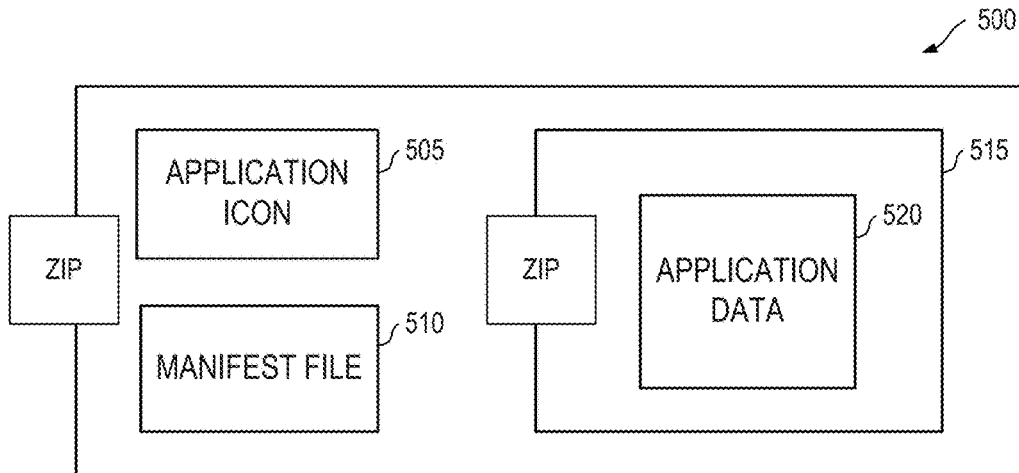 500
APPLICATION
ICON
505
515
520
ZIP
ZIP
APPLICATION
DATA
510
MANIFEST FILE